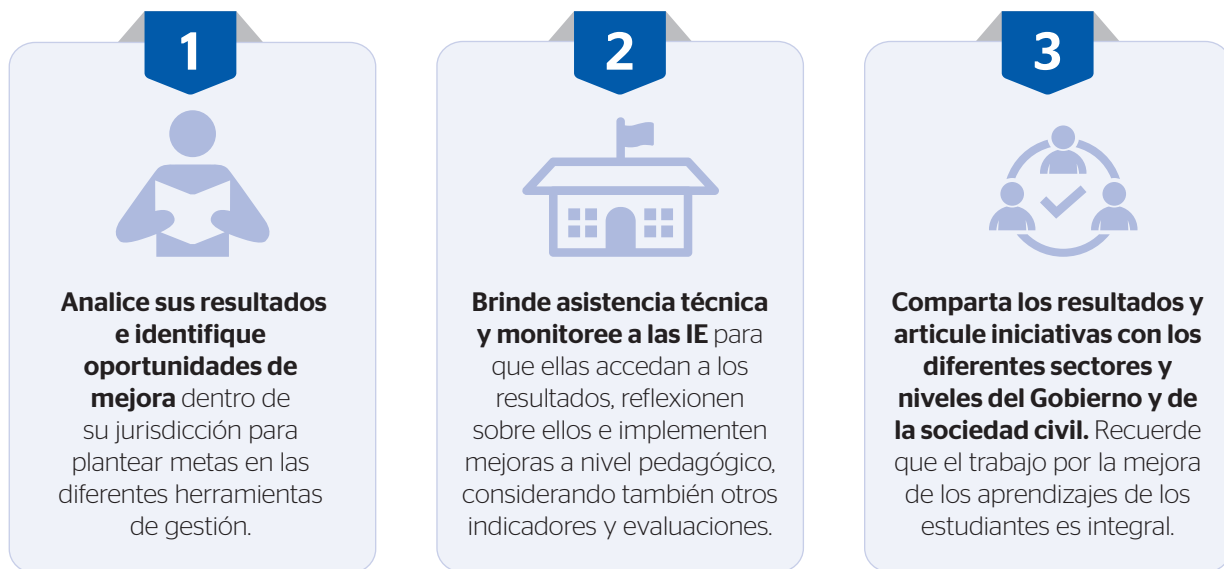 1
Analice sus resultados
e identifique
oportunidades de
mejora dentro de
su jurisdicción para
plantear metas en las
diferentes herramientas
de gestión.
2
Brinde asistencia técnica
y monitoree a las IE para
que ellas accedan a los
resultados, reflexionen
sobre ellos e implementen
mejoras a nivel pedagógico,
considerando también otros
indicadores y evaluaciones.
3
Comparta los resultados y
articule iniciativas con los
diferentes sectores y
niveles del Gobierno y de
la sociedad civil. Recuerde
que el trabajo por la mejora
de los aprendizajes de los
estudiantes es integral.